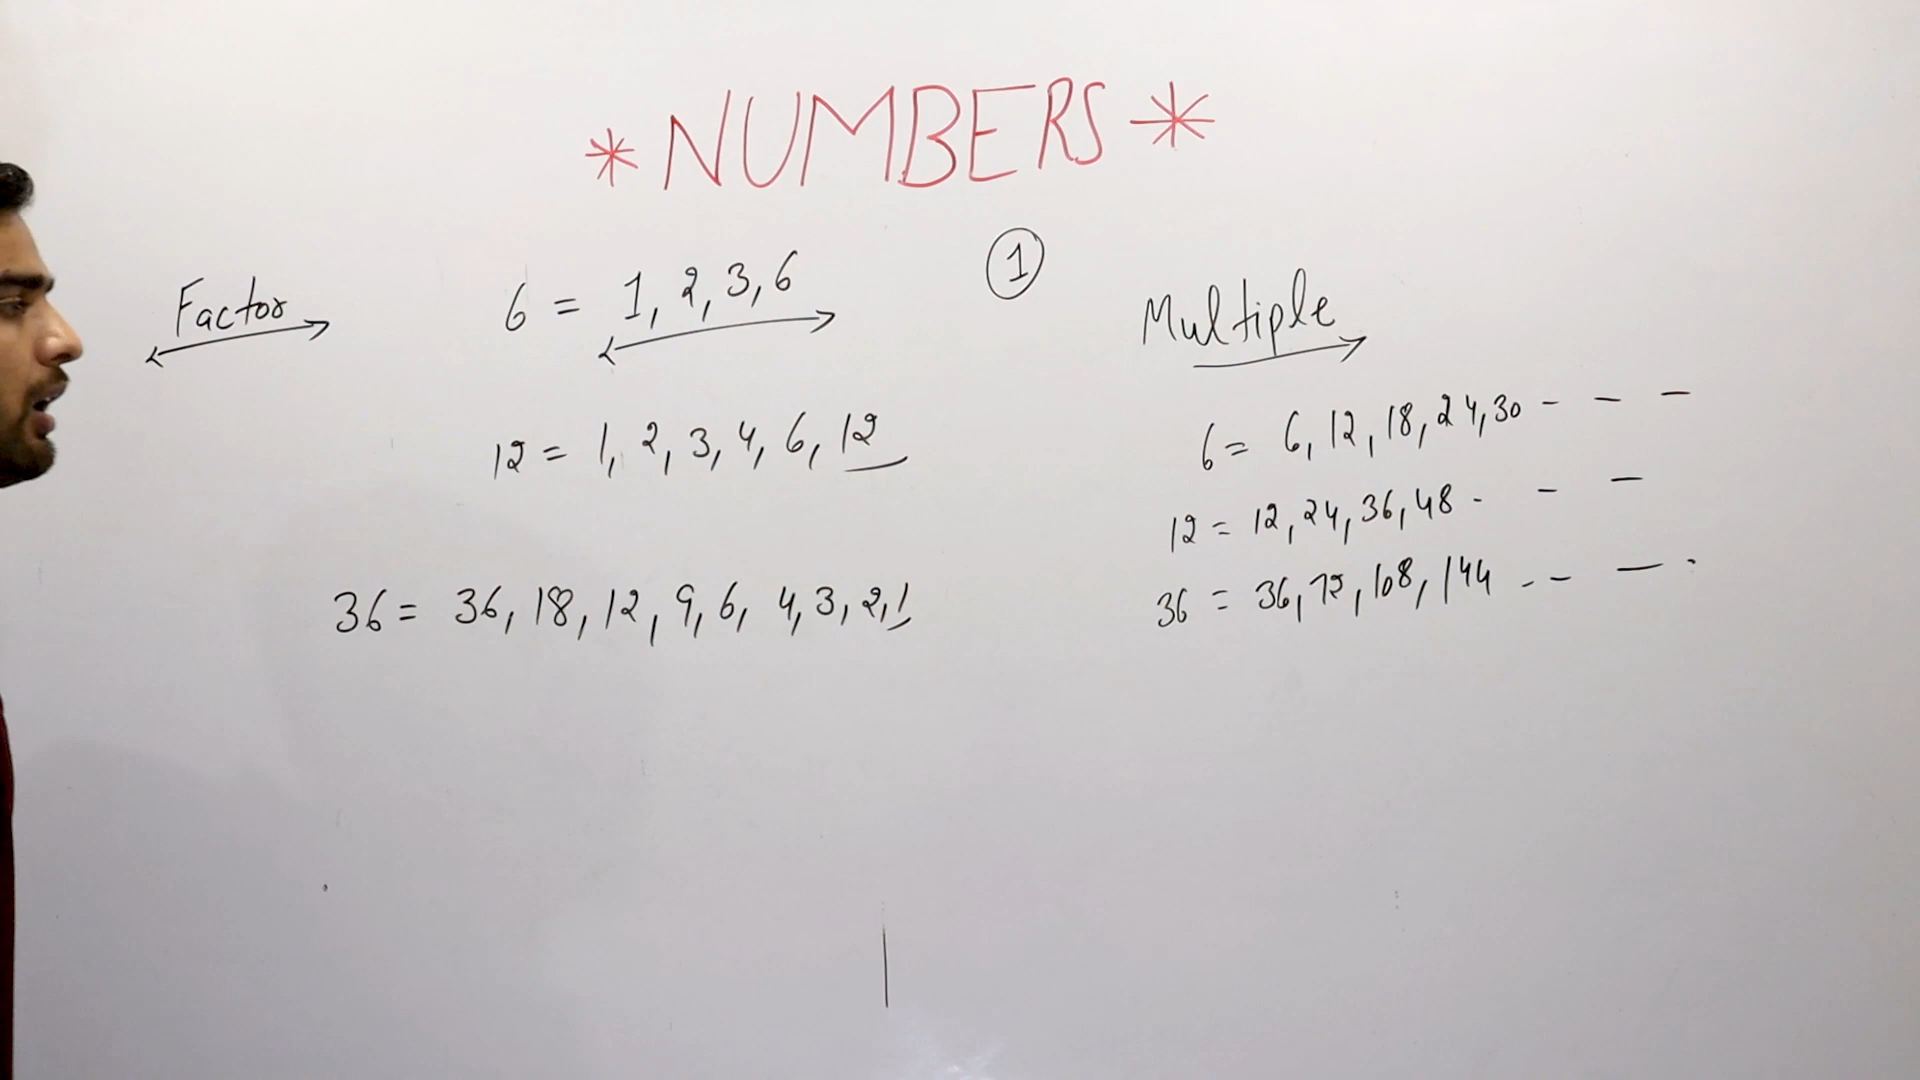 * NUMBERS *
1
Factor
6 = 1, 2, 3, 6
12 = 1, 2, 3, 4, 6, 12
36 = 36, 18, 12, 9, 6, 4, 3, 2, 1
Multiple
6 = 6, 12, 18, 24, 30 - - -
12 = 12, 24, 36, 48 - - -
36 = 36, 72, 108, 144 - - - .